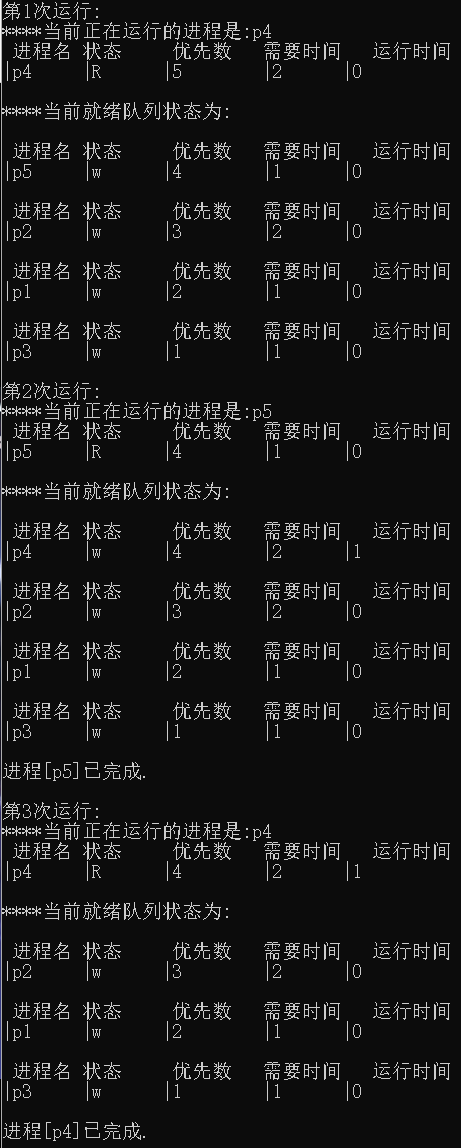 第1次运行:
****当前正在运行的进程是:p4
进程名 状态 优先数 需要时间 运行时间
|p4 |R |5 |2 |0
****当前就绪队列状态为:
进程名 状态 优先数 需要时间 运行时间
|p5 |w |4 |1 |0
进程名 状态 优先数 需要时间 运行时间
|p2 |w |3 |2 |0
进程名 状态 优先数 需要时间 运行时间
|p1 |w |2 |1 |0
进程名 状态 优先数 需要时间 运行时间
|p3 |w |1 |1 |0
第2次运行:
****当前正在运行的进程是:p5
进程名 状态 优先数 需要时间 运行时间
|p5 |R |4 |1 |0
****当前就绪队列状态为:
进程名 状态 优先数 需要时间 运行时间
|p4 |w |4 |2 |1
进程名 状态 优先数 需要时间 运行时间
|p2 |w |3 |2 |0
进程名 状态 优先数 需要时间 运行时间
|p1 |w |2 |1 |0
进程名 状态 优先数 需要时间 运行时间
|p3 |w |1 |1 |0
进程[p5]已完成.
第3次运行:
****当前正在运行的进程是:p4
进程名 状态 优先数 需要时间 运行时间
|p4 |R |4 |2 |1
****当前就绪队列状态为:
进程名 状态 优先数 需要时间 运行时间
|p2 |w |3 |2 |0
进程名 状态 优先数 需要时间 运行时间
|p1 |w |2 |1 |0
进程名 状态 优先数 需要时间 运行时间
|p3 |w |1 |1 |0
进程[p4]已完成.